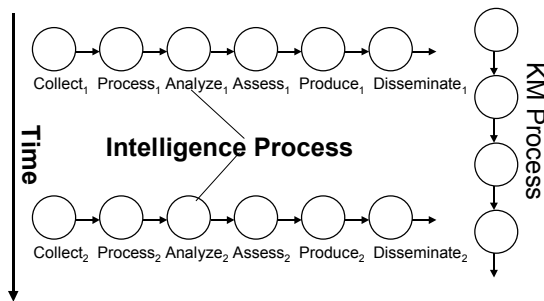 Collect₁ Process₁ Analyze₁ Assess₁ Produce₁ Disseminate₁
Time
Intelligence Process
KM Process
Collect₂ Process₂ Analyze₂ Assess₂ Produce₂ Disseminate₂